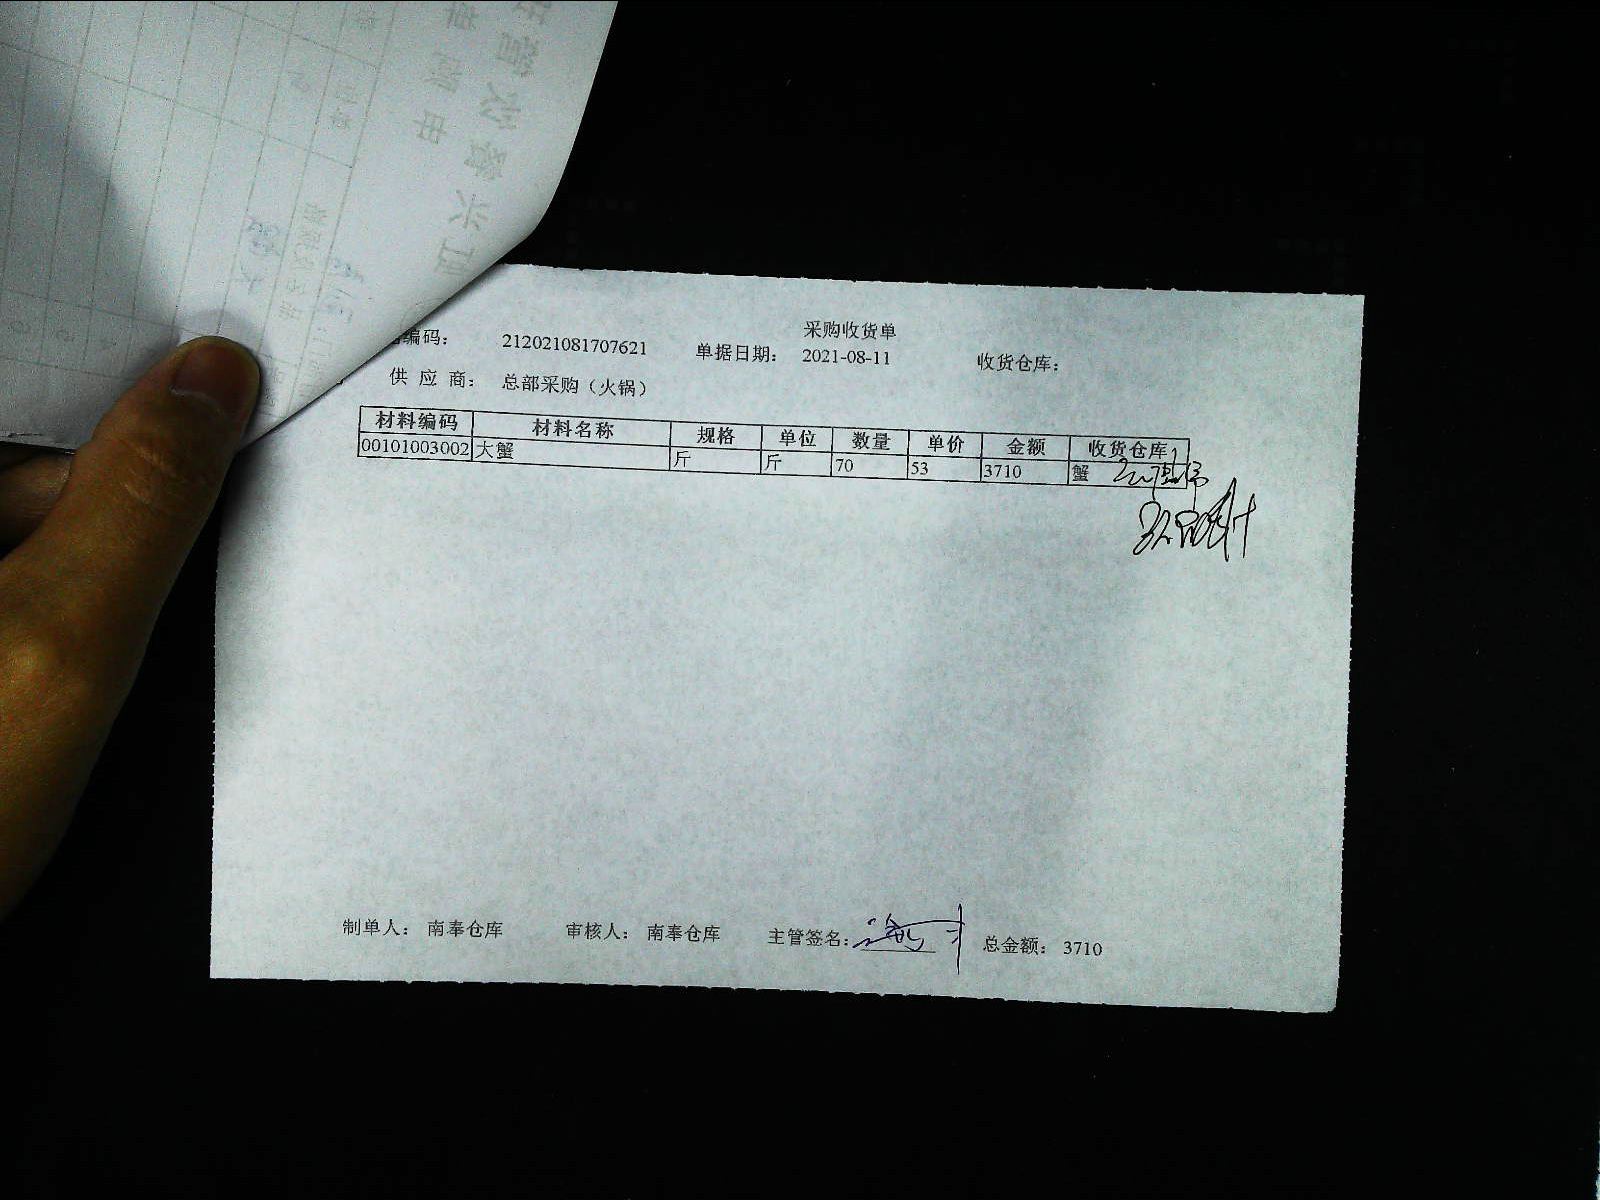 采购收货单
编码： 212021081707621 单据日期： 2021-08-11 收货仓库：
供 应 商： 总部采购（火锅）
材料编码 材料名称 规格 单位 数量 单价 金额 收货仓库
00101003002 大蟹 斤 斤 70 53 3710 蟹
制单人： 南奉仓库 审核人： 南奉仓库 主管签名： 总金额： 3710